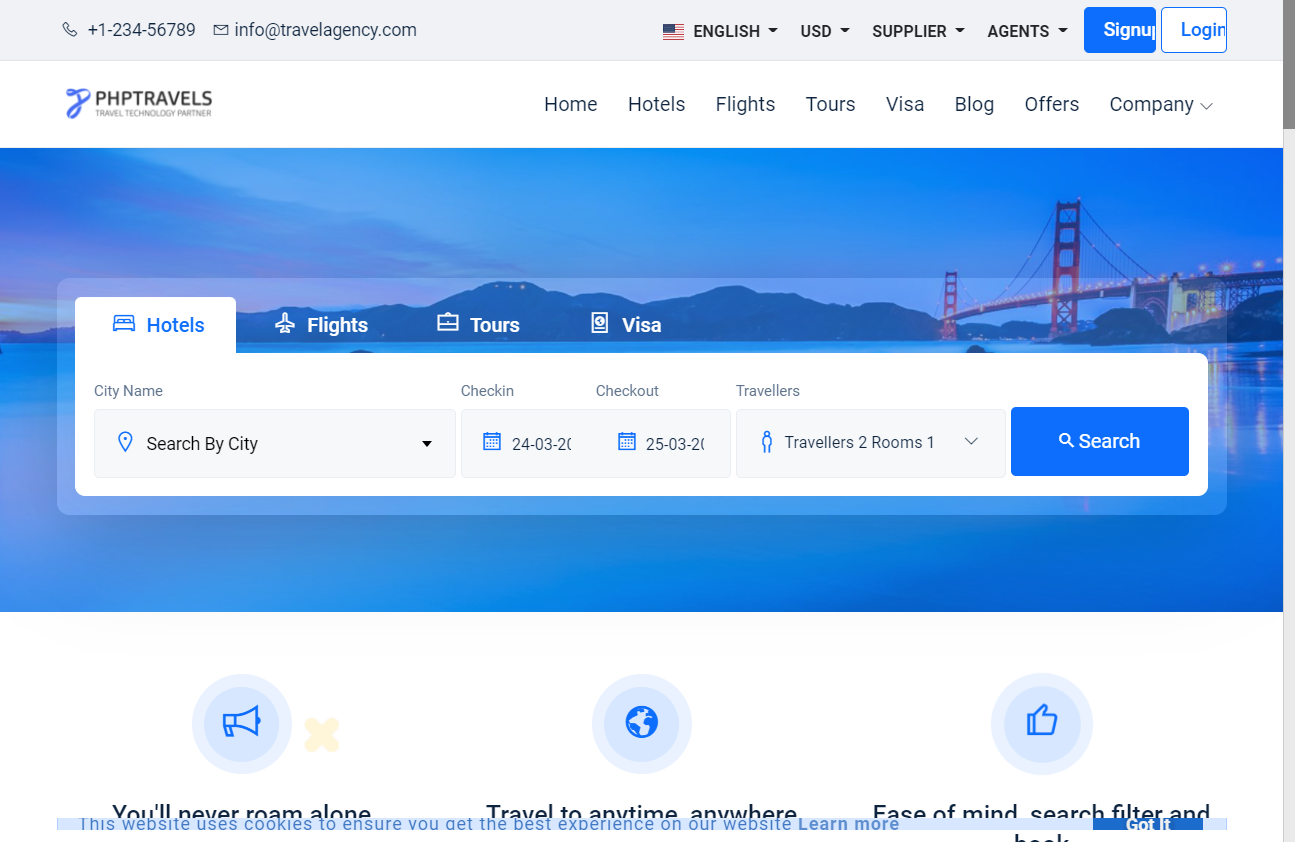 +1-234-56789 info@travelagency.com ENGLISH USD SUPPLIER AGENTS Signup Login
PHPTRAVELS
TRAVEL TECHNOLOGY PARTNER
Home Hotels Flights Tours Visa Blog Offers Company
Hotels Flights Tours Visa
City Name Checkin Checkout Travellers
Search By City 24-03-20 25-03-20 Travellers 2 Rooms 1 Search
You'll never roam alone Travel to anytime, anywhere Ease of mind, search filter and
book
This website uses cookies to ensure you get the best experience on our website Learn more Got It